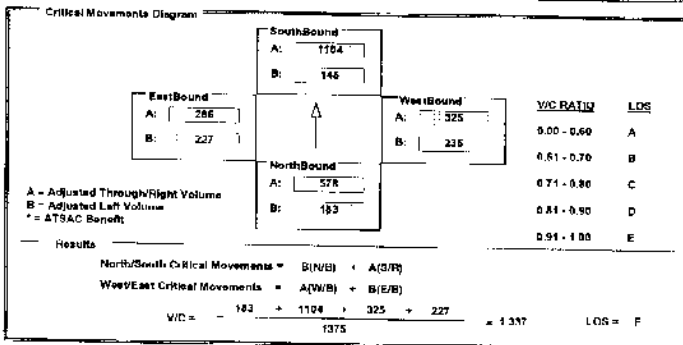 Critical Movements Diagram
SouthBound
A: 1104
B: 146
EastBound
A: 286
B: 227
WestBound
A: 325
B: 235
NorthBound
A: 578
B: 183
V/C RATIO LOS
0.00 - 0.60 A
0.61 - 0.70 B
0.71 - 0.80 C
0.81 - 0.90 D
0.91 - 1.00 E
A = Adjusted Through/Right Volume
B = Adjusted Left Volume
* = ATSAC Benefit
Results
North/South Critical Movements = B(N/B) + A(S/B)
West/East Critical Movements = A(W/B) + B(E/B)
V/C = 183 + 1104 + 325 + 227
1375
= 1.337 LOS = F